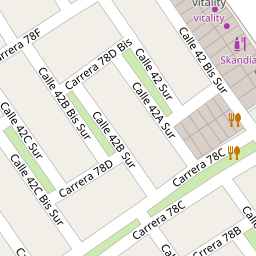 vitality
vitality
Skandia
Carrera 78F
Carrera 78D Bis
Calle 42 Bis Sur
Calle 42 Sur
Calle 42B Bis Sur
Calle 42A Sur
Calle 42B Sur
Calle 42C Sur
Calle 42C Bis Sur
Carrera 78D
Carrera 78C
Carrera 78C
Carrera 78B